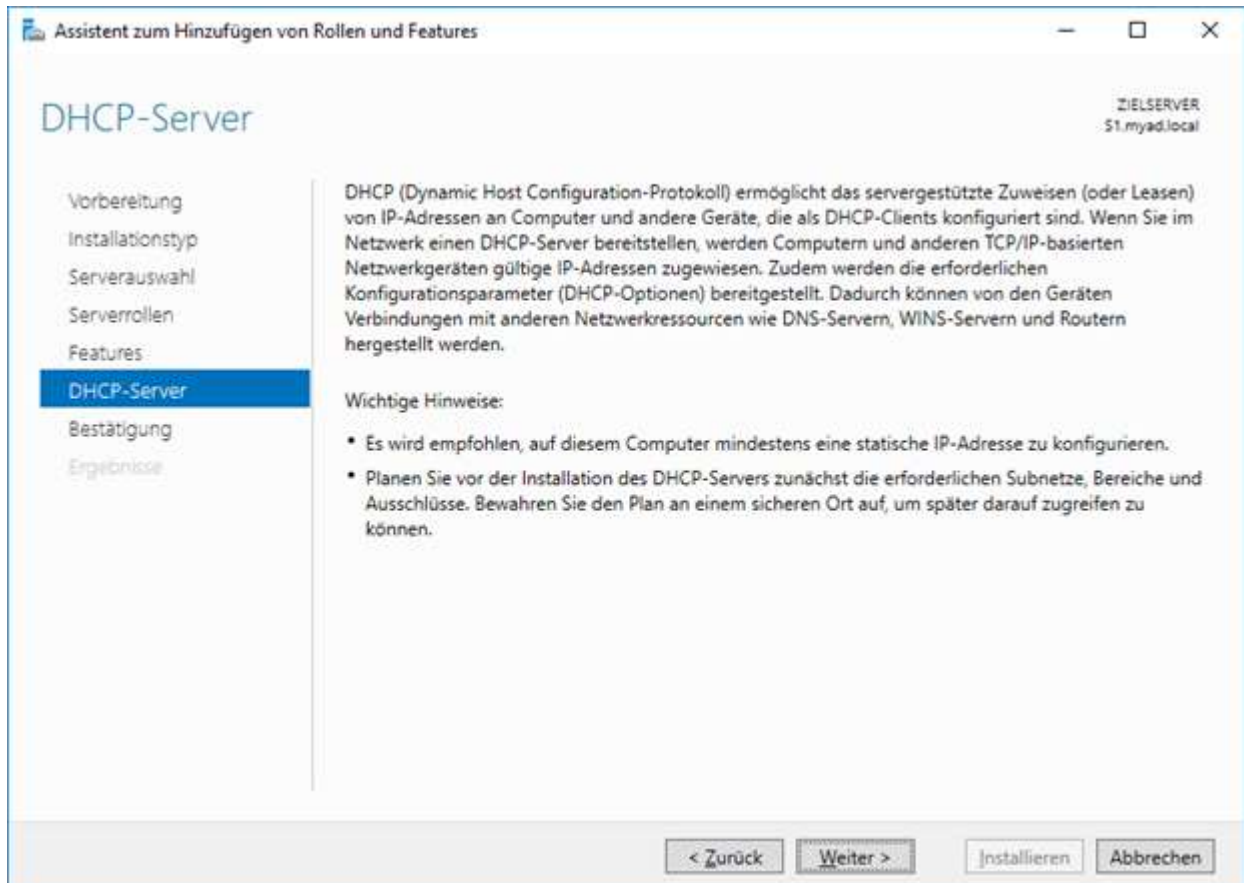 Assistent zum Hinzufügen von Rollen und Features
DHCP-Server
ZIELSERVER
S1.myad.local
Vorbereitung
Installationstyp
Serverauswahl
Serverrollen
Features
DHCP-Server
Bestätigung
Ergebnisse
DHCP (Dynamic Host Configuration-Protokoll) ermöglicht das servergestützte Zuweisen (oder Leasen)
von IP-Adressen an Computer und andere Geräte, die als DHCP-Clients konfiguriert sind. Wenn Sie im
Netzwerk einen DHCP-Server bereitstellen, werden Computern und anderen TCP/IP-basierten
Netzwerkgeräten gültige IP-Adressen zugewiesen. Zudem werden die erforderlichen
Konfigurationsparameter (DHCP-Optionen) bereitgestellt. Dadurch können von den Geräten
Verbindungen mit anderen Netzwerkressourcen wie DNS-Servern, WINS-Servern und Routern
hergestellt werden.
Wichtige Hinweise:
• Es wird empfohlen, auf diesem Computer mindestens eine statische IP-Adresse zu konfigurieren.
• Planen Sie vor der Installation des DHCP-Servers zunächst die erforderlichen Subnetze, Bereiche und
Ausschlüsse. Bewahren Sie den Plan an einem sicheren Ort auf, um später darauf zugreifen zu
können.
< Zurück
Weiter >
Installieren
Abbrechen